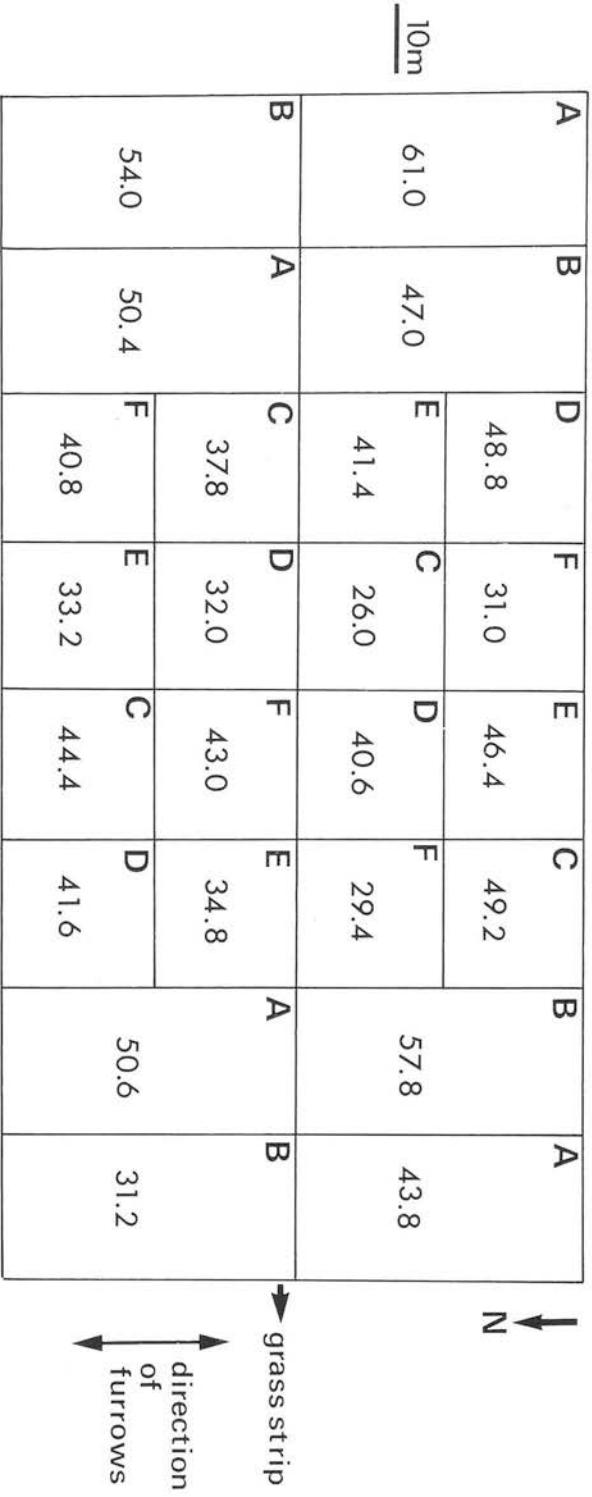 A B D F E C B A
48.8 31.0 46.4 49.2 N
E C D F
10m 61.0 47.0 57.8 43.8
41.4 26.0 40.6 29.4
B A C D F E A B
grass strip
37.8 32.0 43.0 34.8
direction
of
F E C D
54.0 50.4 50.6 31.2
furrows
40.8 33.2 44.4 41.6